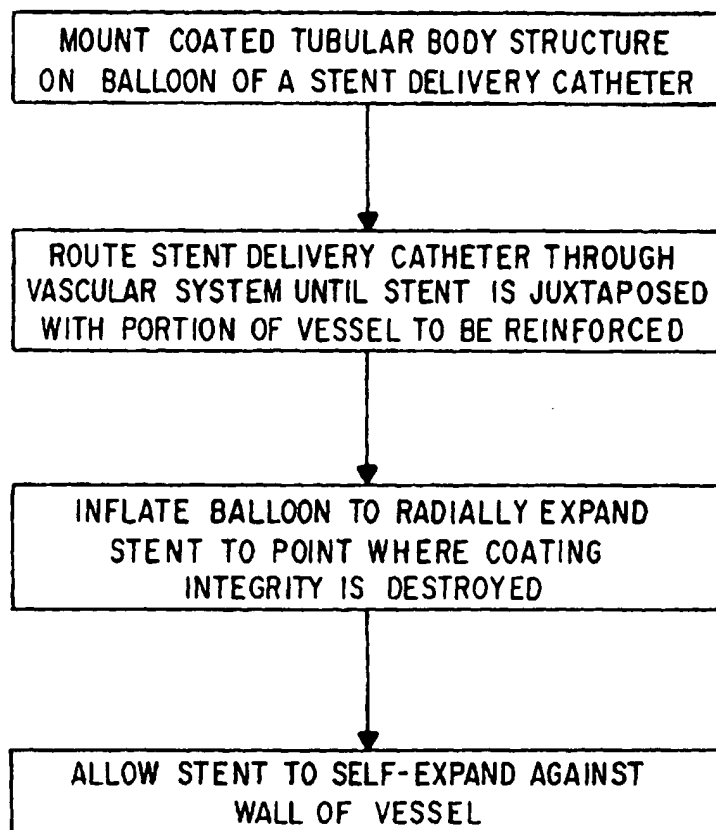 MOUNT COATED TUBULAR BODY STRUCTURE
ON BALLOON OF A STENT DELIVERY CATHETER
ROUTE STENT DELIVERY CATHETER THROUGH
VASCULAR SYSTEM UNTIL STENT IS JUXTAPOSED
WITH PORTION OF VESSEL TO BE REINFORCED
INFLATE BALLOON TO RADIALLY EXPAND
STENT TO POINT WHERE COATING
INTEGRITY IS DESTROYED
ALLOW STENT TO SELF-EXPAND AGAINST
WALL OF VESSEL